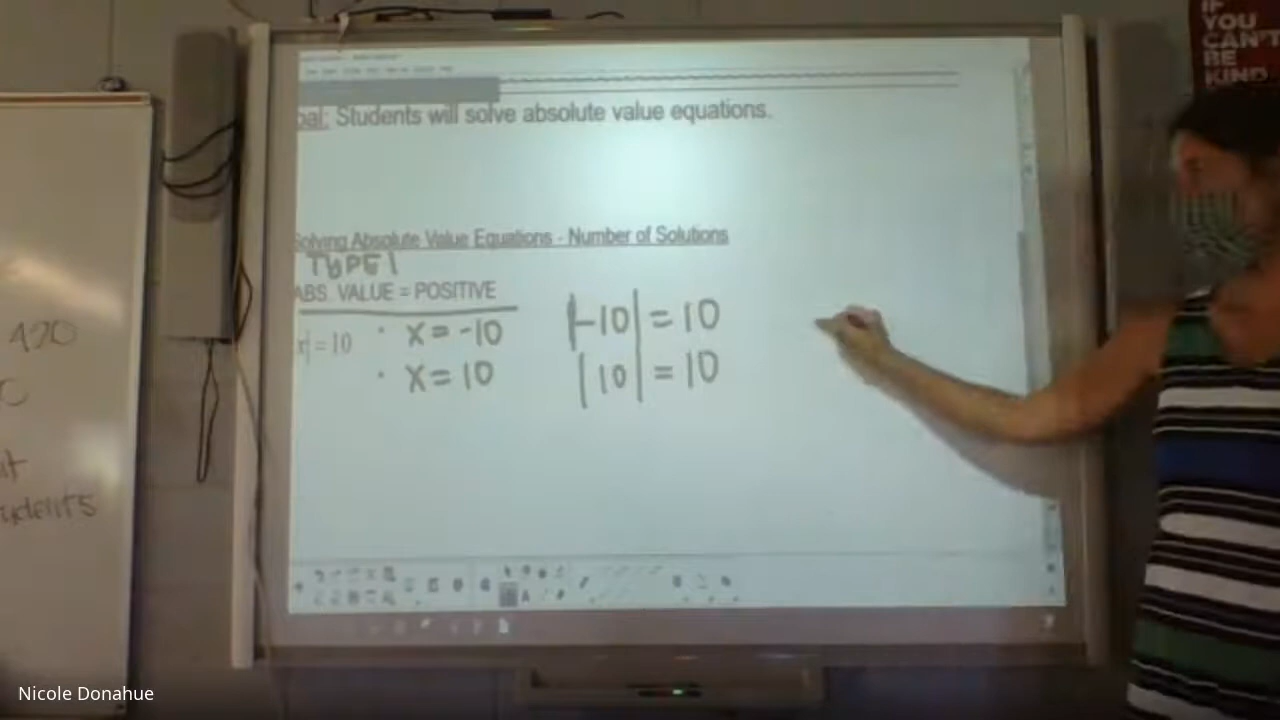 IF
YOU
CAN'T
BE
KIND
oal: Students will solve absolute value equations.
Solving Absolute Value Equations - Number of Solutions
TYPE 1
ABS. VALUE = POSITIVE
x| = 10
· x = -10
|-10| = 10
· x = 10
|10| = 10
420
C
udents
Nicole Donahue